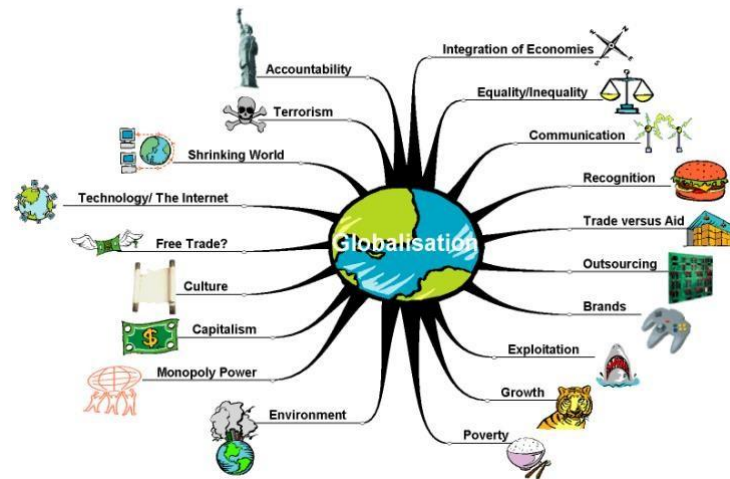 Globalisation
Integration of Economies
Equality/Inequality
Communication
Recognition
Trade versus Aid
Outsourcing
Brands
Exploitation
Growth
Poverty
Accountability
Terrorism
Shrinking World
Technology/ The Internet
Free Trade?
Culture
Capitalism
Monopoly Power
Environment